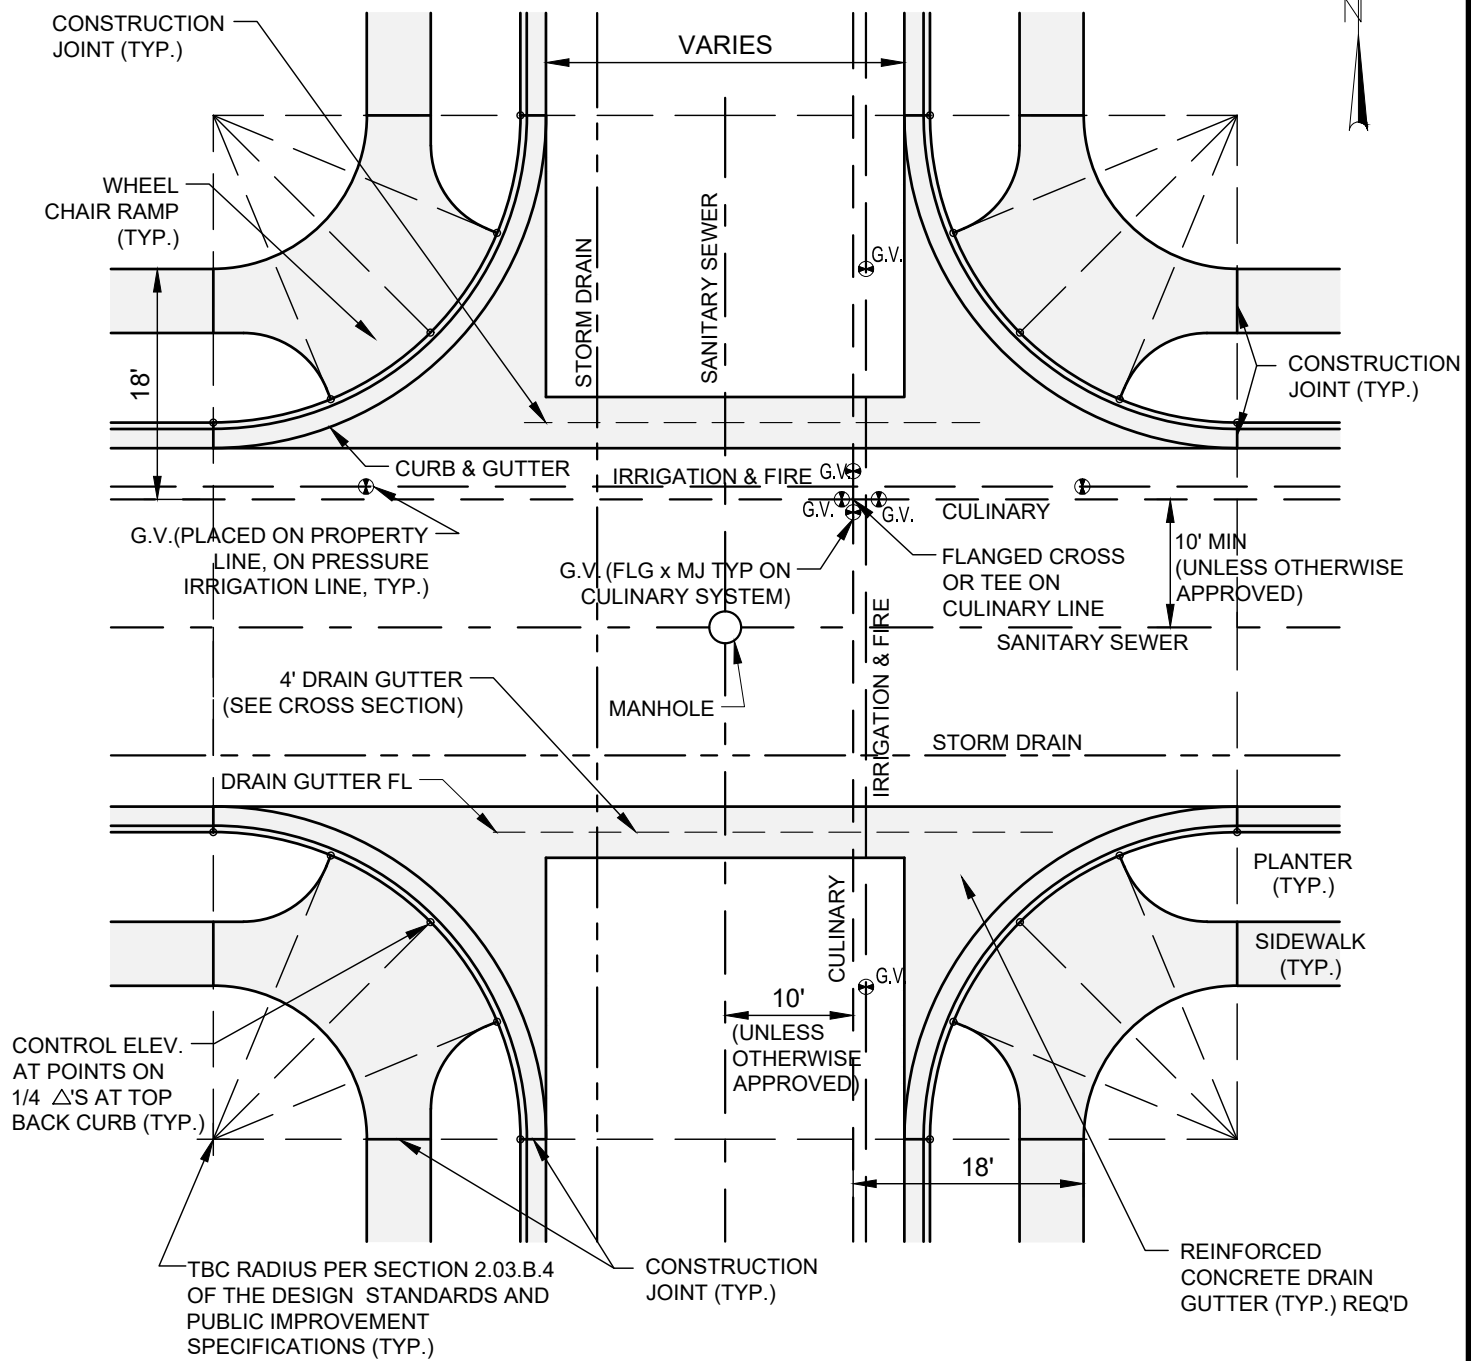 CONSTRUCTION
JOINT (TYP.)
VARIES
N
WHEEL
CHAIR RAMP
(TYP.)
STORM DRAIN
SANITARY SEWER
G.V.
18'
CONSTRUCTION
JOINT (TYP.)
CURB & GUTTER
IRRIGATION & FIRE
G.V.
G.V.
G.V.
CULINARY
G.V.(PLACED ON PROPERTY
LINE, ON PRESSURE
IRRIGATION LINE, TYP.)
G.V. (FLG x MJ TYP ON
CULINARY SYSTEM)
FLANGED CROSS
OR TEE ON
CULINARY LINE
10' MIN
(UNLESS OTHERWISE
APPROVED)
SANITARY SEWER
IRRIGATION & FIRE
4' DRAIN GUTTER
(SEE CROSS SECTION)
MANHOLE
STORM DRAIN
DRAIN GUTTER FL
PLANTER
(TYP.)
CULINARY
SIDEWALK
(TYP.)
G.V.
10'
(UNLESS
OTHERWISE
APPROVED)
CONTROL ELEV.
AT POINTS ON
1/4 △'S AT TOP
BACK CURB (TYP.)
18'
TBC RADIUS PER SECTION 2.03.B.4
OF THE DESIGN STANDARDS AND
PUBLIC IMPROVEMENT
SPECIFICATIONS (TYP.)
CONSTRUCTION
JOINT (TYP.)
REINFORCED
CONCRETE DRAIN
GUTTER (TYP.) REQ'D